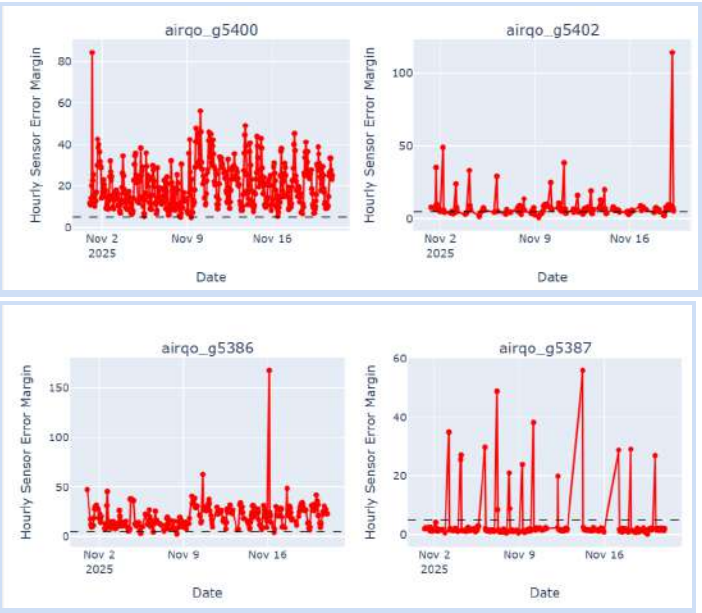 airqo_g5400
airqo_g5402
Hourly Sensor Error Margin
80
60
40
20
0
Nov 2
2025
Nov 9
Nov 16
Date
Hourly Sensor Error Margin
100
50
0
Nov 2
2025
Nov 9
Nov 16
Date
airqo_g5386
airqo_g5387
Hourly Sensor Error Margin
150
100
50
0
Nov 2
2025
Nov 9
Nov 16
Date
Hourly Sensor Error Margin
60
40
20
0
Nov 2
2025
Nov 9
Nov 16
Date